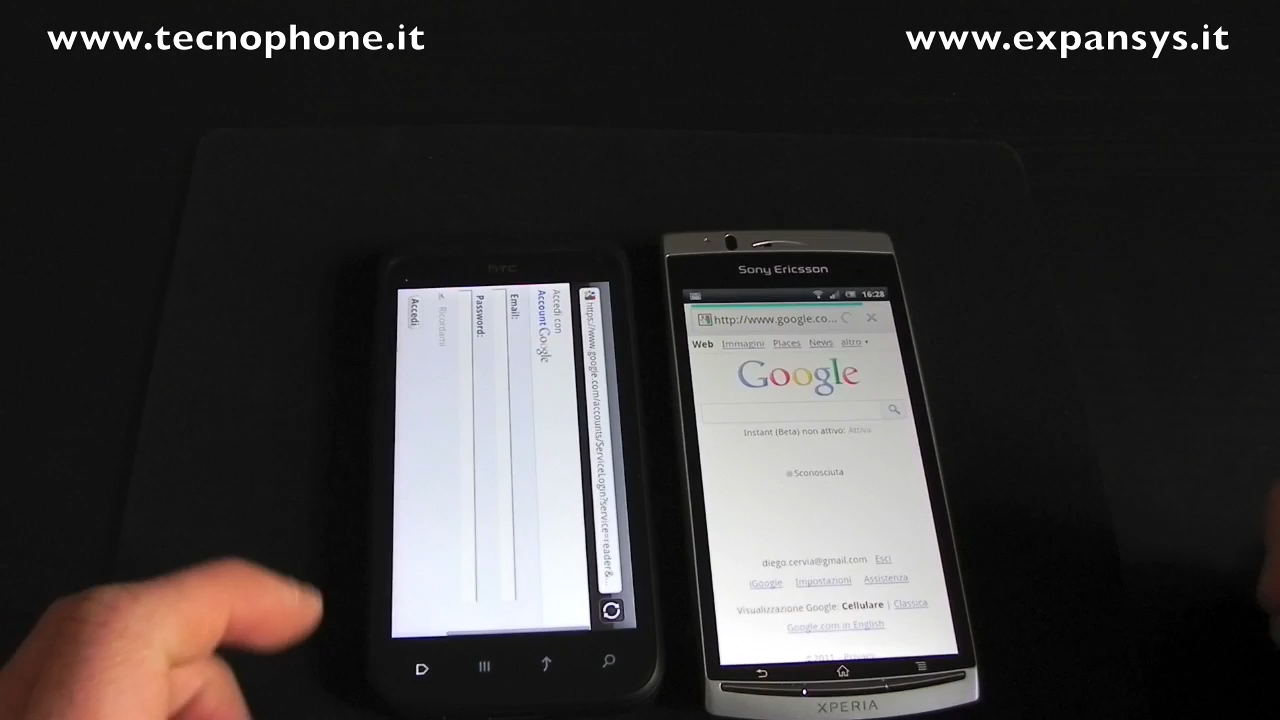 www.tecnophone.it
www.expansys.it
hTC
https://www.google.com/accounts/ServiceLogin?service=reader&...
Accedi con
Account Google
Email:
Password:
Ricordami
Accedi
Sony Ericsson
16:28
http://www.google.co...
Web Immagini Places News altro
Google
Instant (Beta) non attivo: Attiva
Sconosciuta
diego.cervia@gmail.com Esci
iGoogle Impostazioni Assistenza
Visualizzazione Google: Cellulare | Classica
Google.com in English
©2011 Privacy
XPERIA